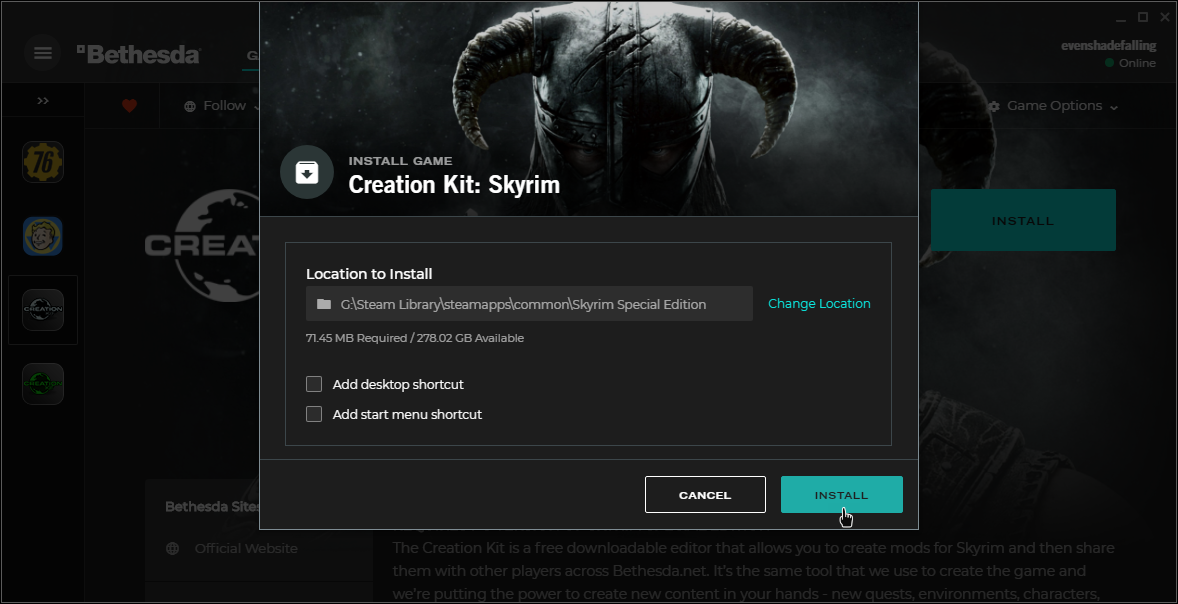 Bethesda
G
evenshadefalling
Online
Follow
Game Options
76
CREATION
CREATION
CREAT
INSTALL GAME
Creation Kit: Skyrim
INSTALL
Location to Install
G:\Steam Library\steamapps\common\Skyrim Special Edition
Change Location
71.45 MB Required / 278.02 GB Available
Add desktop shortcut
Add start menu shortcut
CANCEL
INSTALL
Bethesda Sites
Official Website
The Creation Kit is a free downloadable editor that allows you to create mods for Skyrim and then share
them with other players across Bethesda.net. It's the same tool that we use to create the game and
we're putting the power to create new content in your hands - new quests, environments, characters,